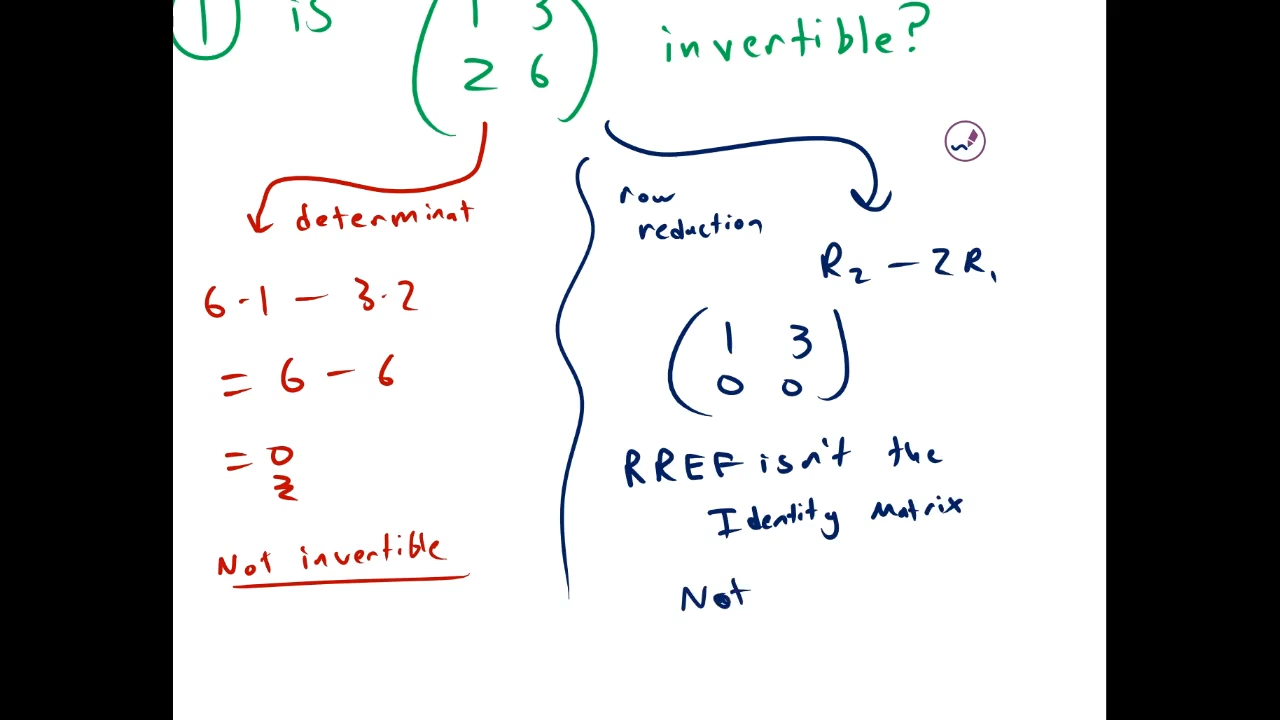 ① is (1 3
2 6) invertible?
determinat
6·1 − 3·2
= 6 − 6
= 0
Not invertible
row
reduction
R₂ − 2R₁
(1 3
0 0)
RREF isn't the
Identity Matrix
Not